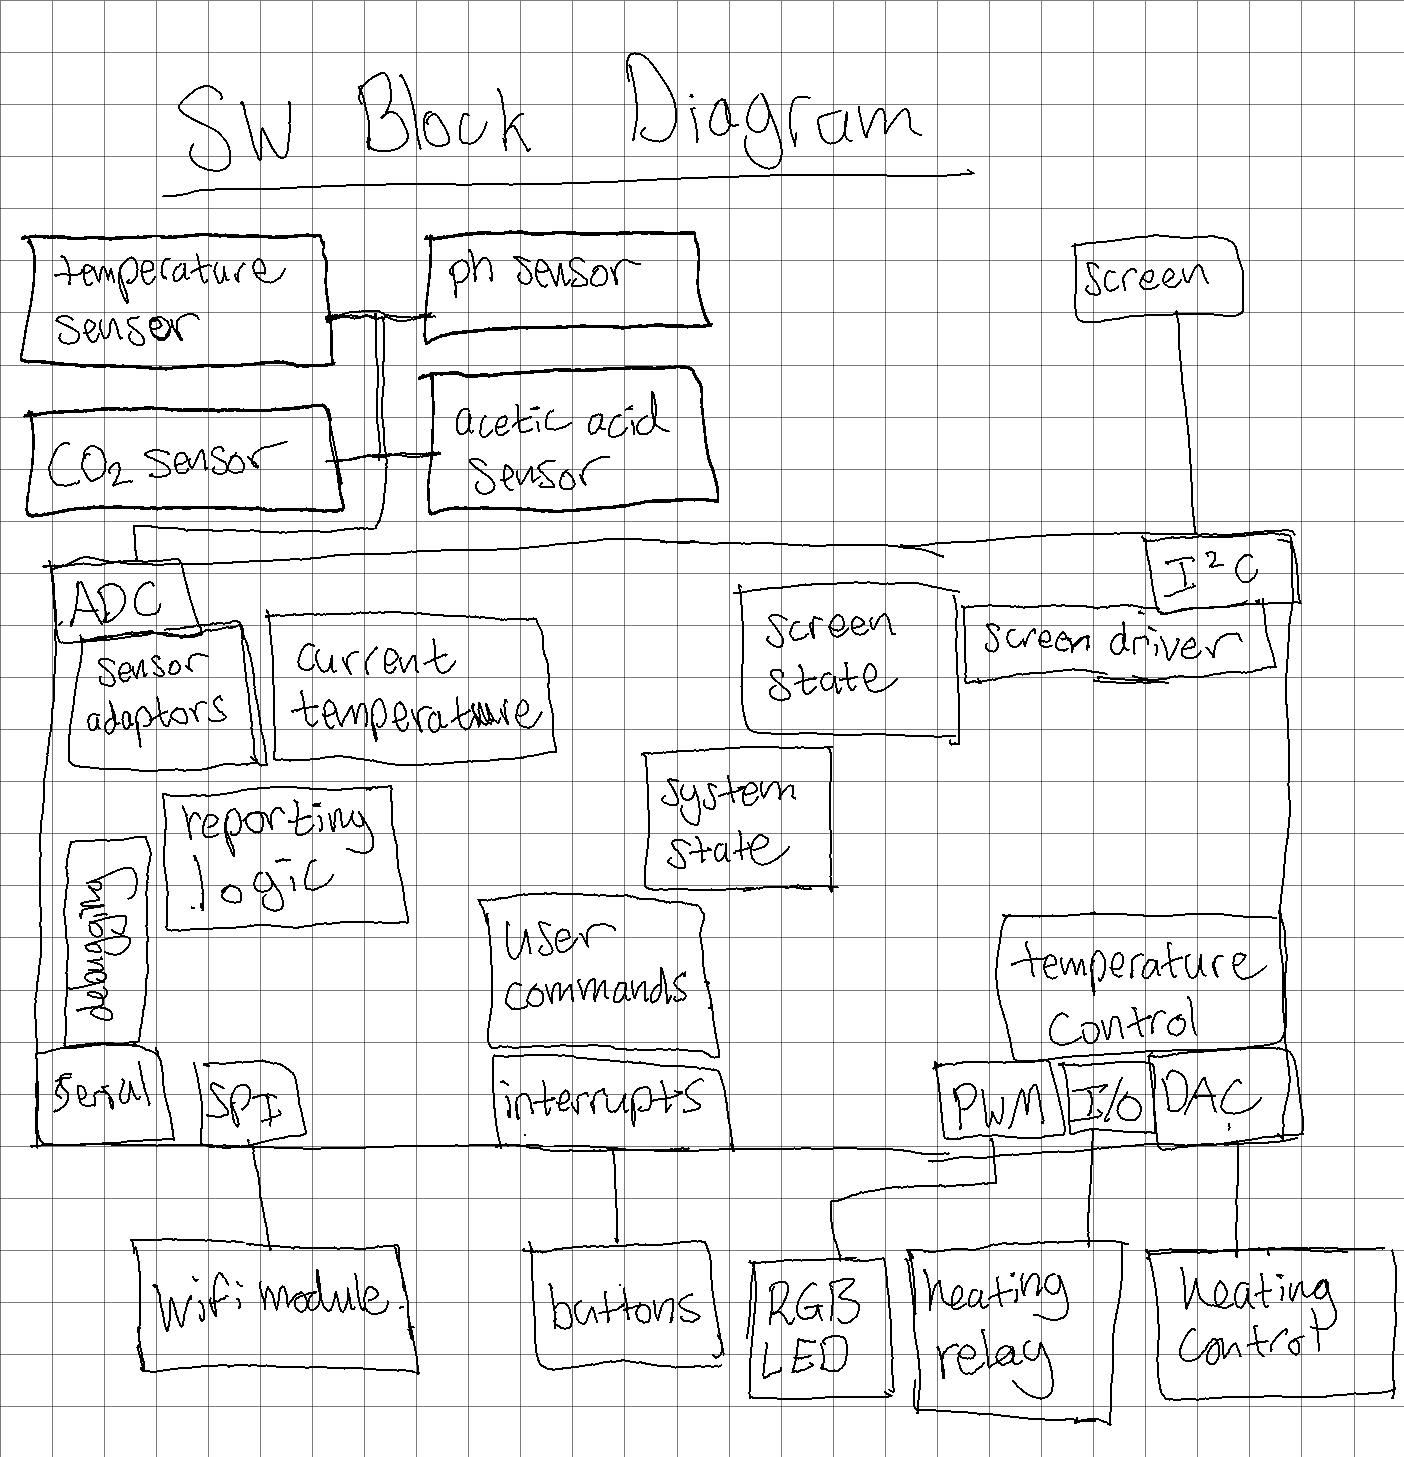 SW Block Diagram
temperature
sensor
ph sensor
screen
CO₂ sensor
acetic acid
sensor
ADC
I²C
sensor
adaptors
current
temperature
screen
state
screen driver
system
state
reporting
logic
debugging
user
commands
temperature
control
serial
SPI
interrupts
PWM
I/O
DAC
wifi module
buttons
RGB
LED
heating
relay
heating
control